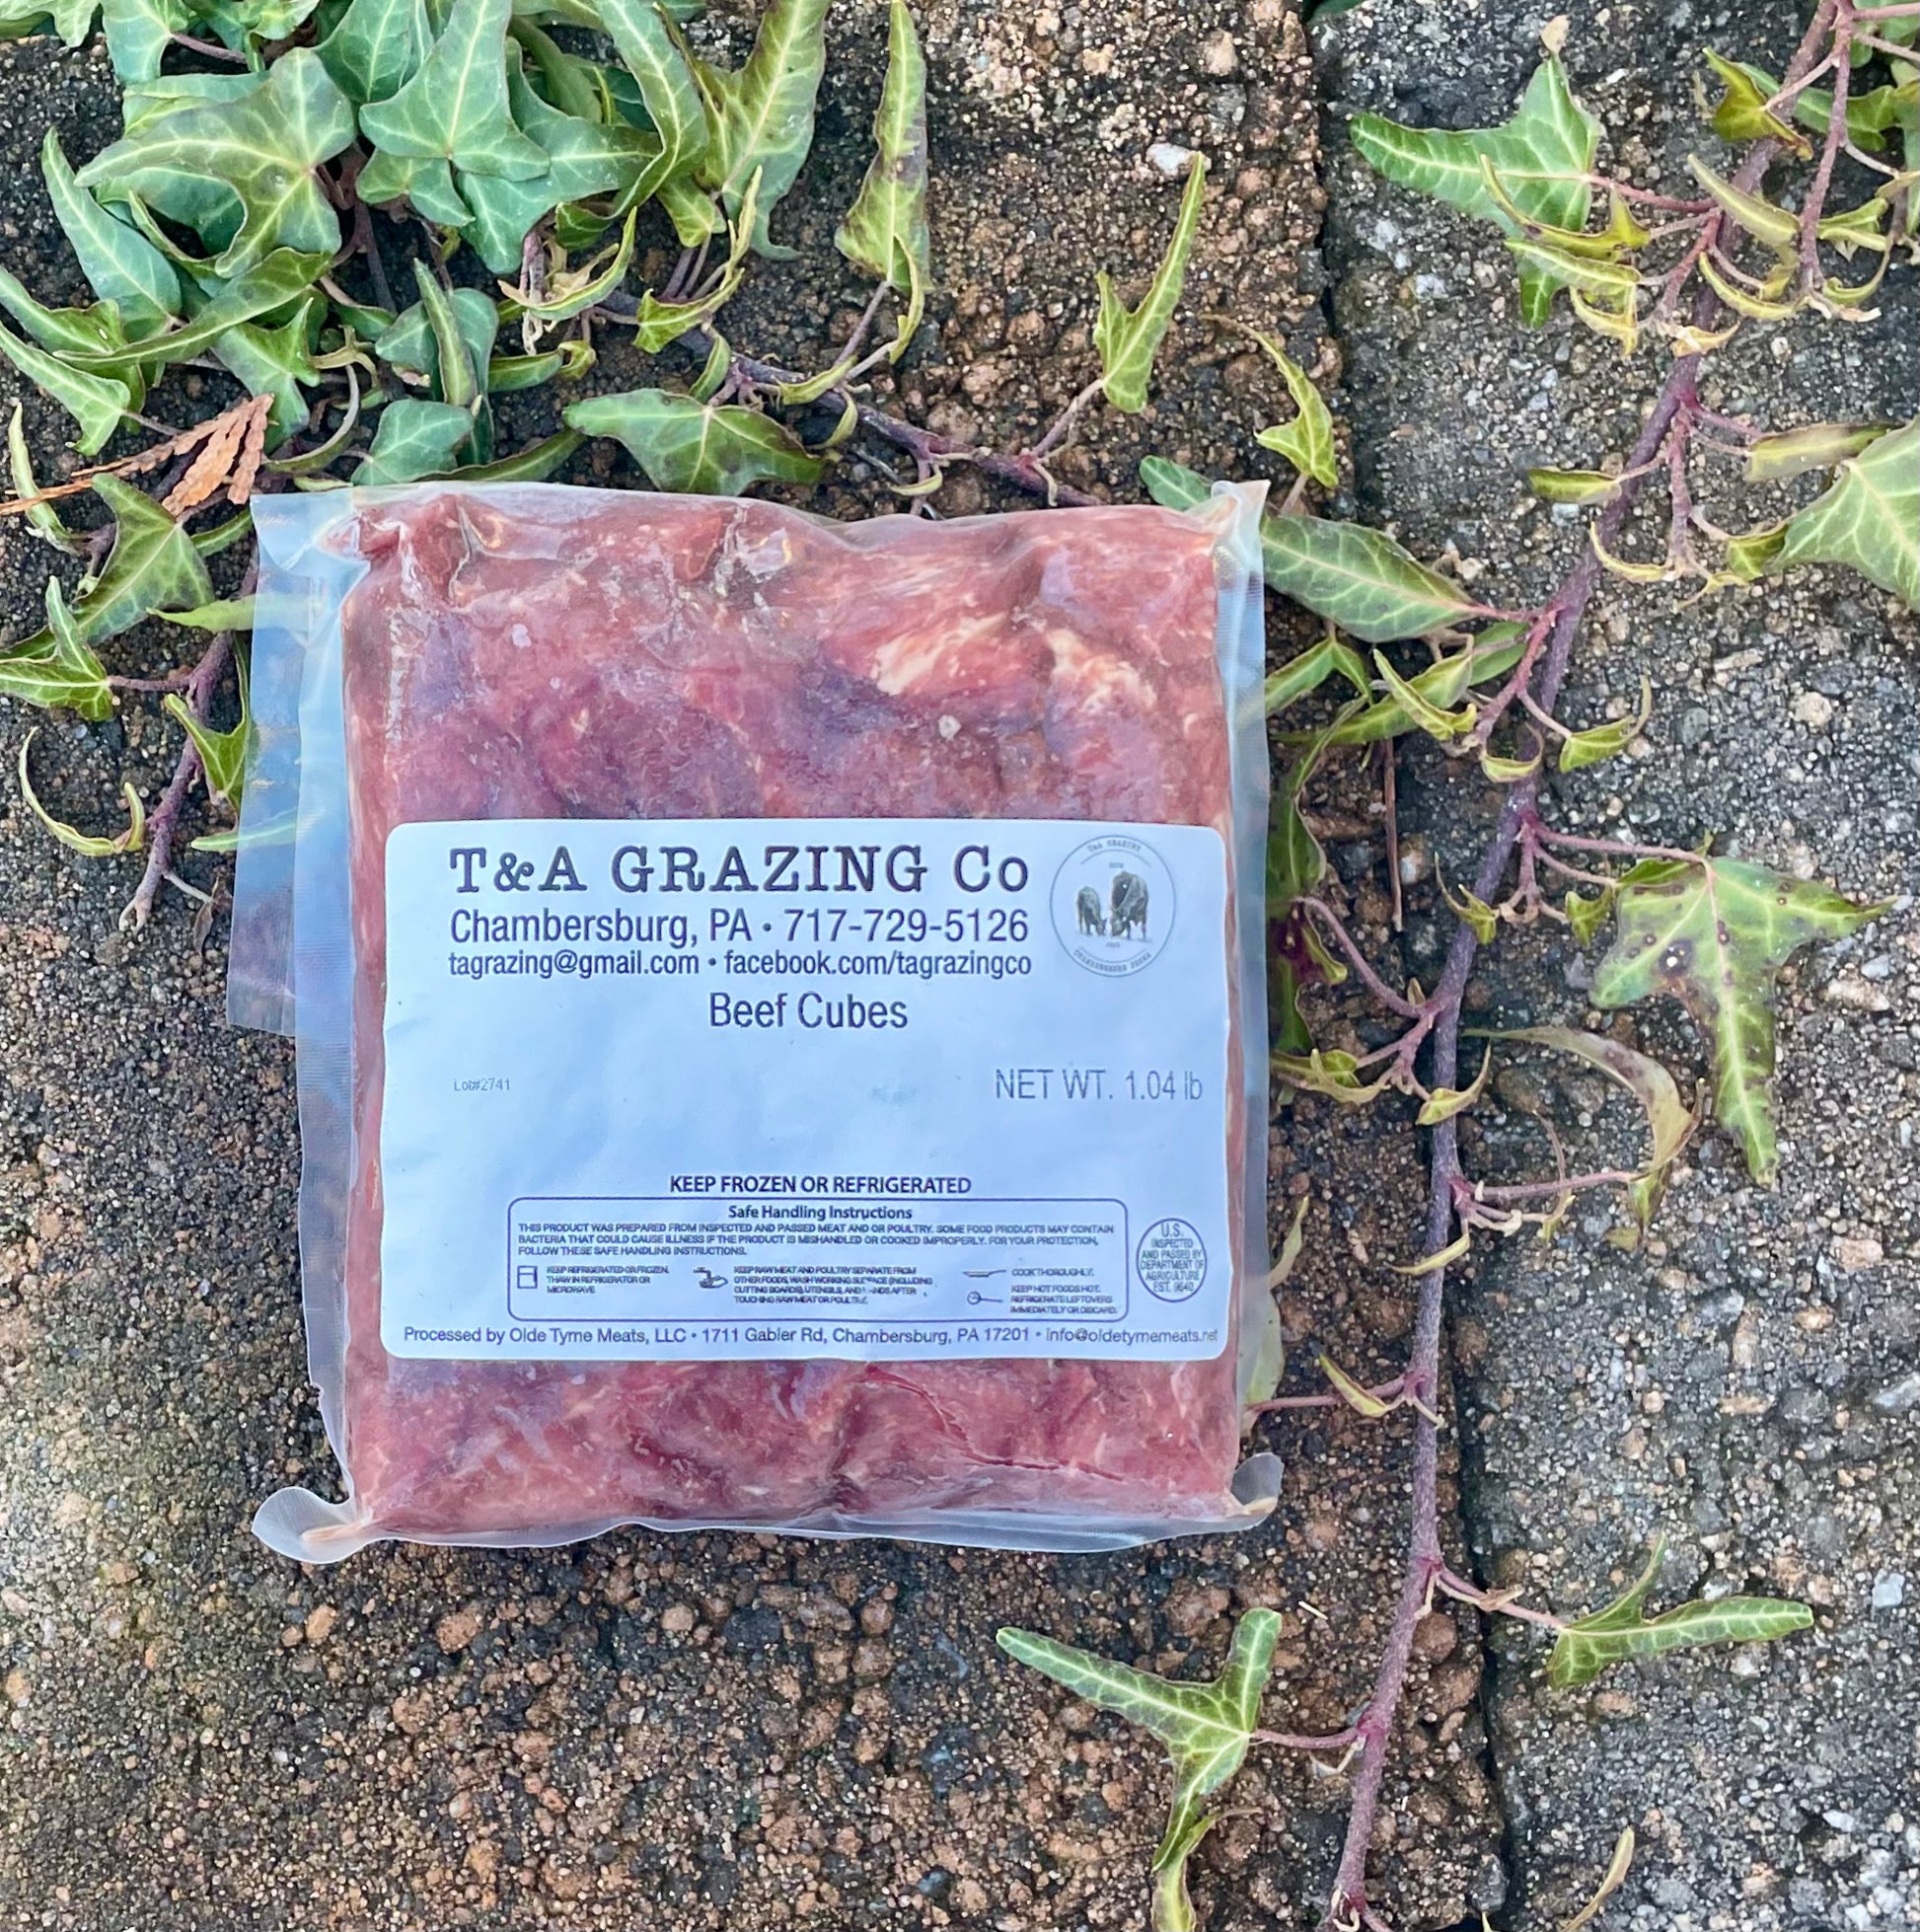 T&A GRAZING Co
Chambersburg, PA • 717-729-5126
tagrazing@gmail.com • facebook.com/tagrazingco
T&A GRAZING
Beef Cubes
Lot#2741
NET WT. 1.04 lb
KEEP FROZEN OR REFRIGERATED
Safe Handling Instructions
THIS PRODUCT WAS PREPARED FROM INSPECTED AND PASSED MEAT AND OR POULTRY. SOME FOOD PRODUCTS MAY CONTAIN
BACTERIA THAT COULD CAUSE ILLNESS IF THE PRODUCT IS MISHANDLED OR COOKED IMPROPERLY. FOR YOUR PROTECTION,
FOLLOW THESE SAFE HANDLING INSTRUCTIONS.
KEEP REFRIGERATED OR FROZEN.
THAW IN REFRIGERATOR OR
MICROWAVE
KEEP RAW MEAT AND POULTRY SEPARATE FROM
OTHER FOODS, WASH WORKING SURFACE (INCLUDING
CUTTING BOARDS), UTENSILS, AND HANDS AFTER
TOUCHING RAW MEAT OR POULTRY.
COOK THOROUGHLY.
KEEP HOT FOODS HOT.
REFRIGERATE LEFTOVERS
IMMEDIATELY OR DISCARD.
U.S.
INSPECTED
AND PASSED BY
DEPARTMENT OF
AGRICULTURE
EST. 9640
Processed by Olde Tyme Meats, LLC • 1711 Gabler Rd, Chambersburg, PA 17201 • info@oldetymemeats.net